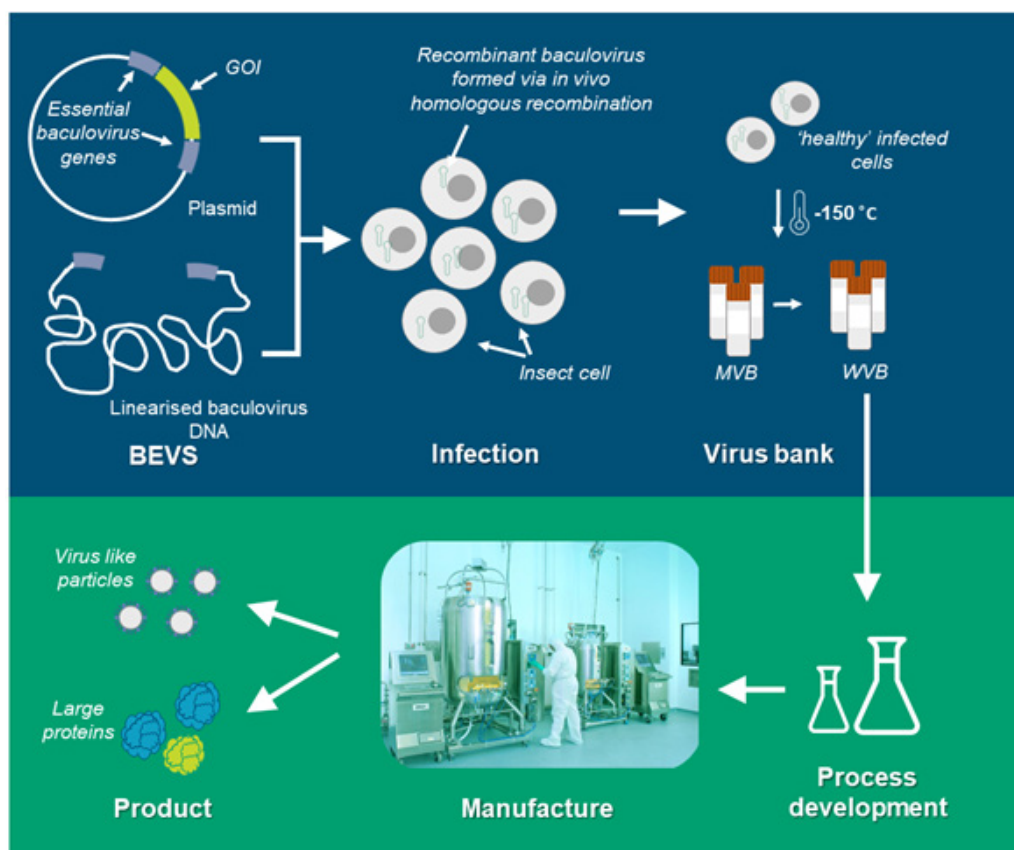 GOI
Essential
baculovirus
genes
Plasmid
Linearised baculovirus
DNA
BEVS
Recombinant baculovirus
formed via in vivo
homologous recombination
Insect cell
Infection
‘healthy’ infected
cells
-150 °C
MVB
WVB
Virus bank
Virus like
particles
Large
proteins
Product
Manufacture
Process
development